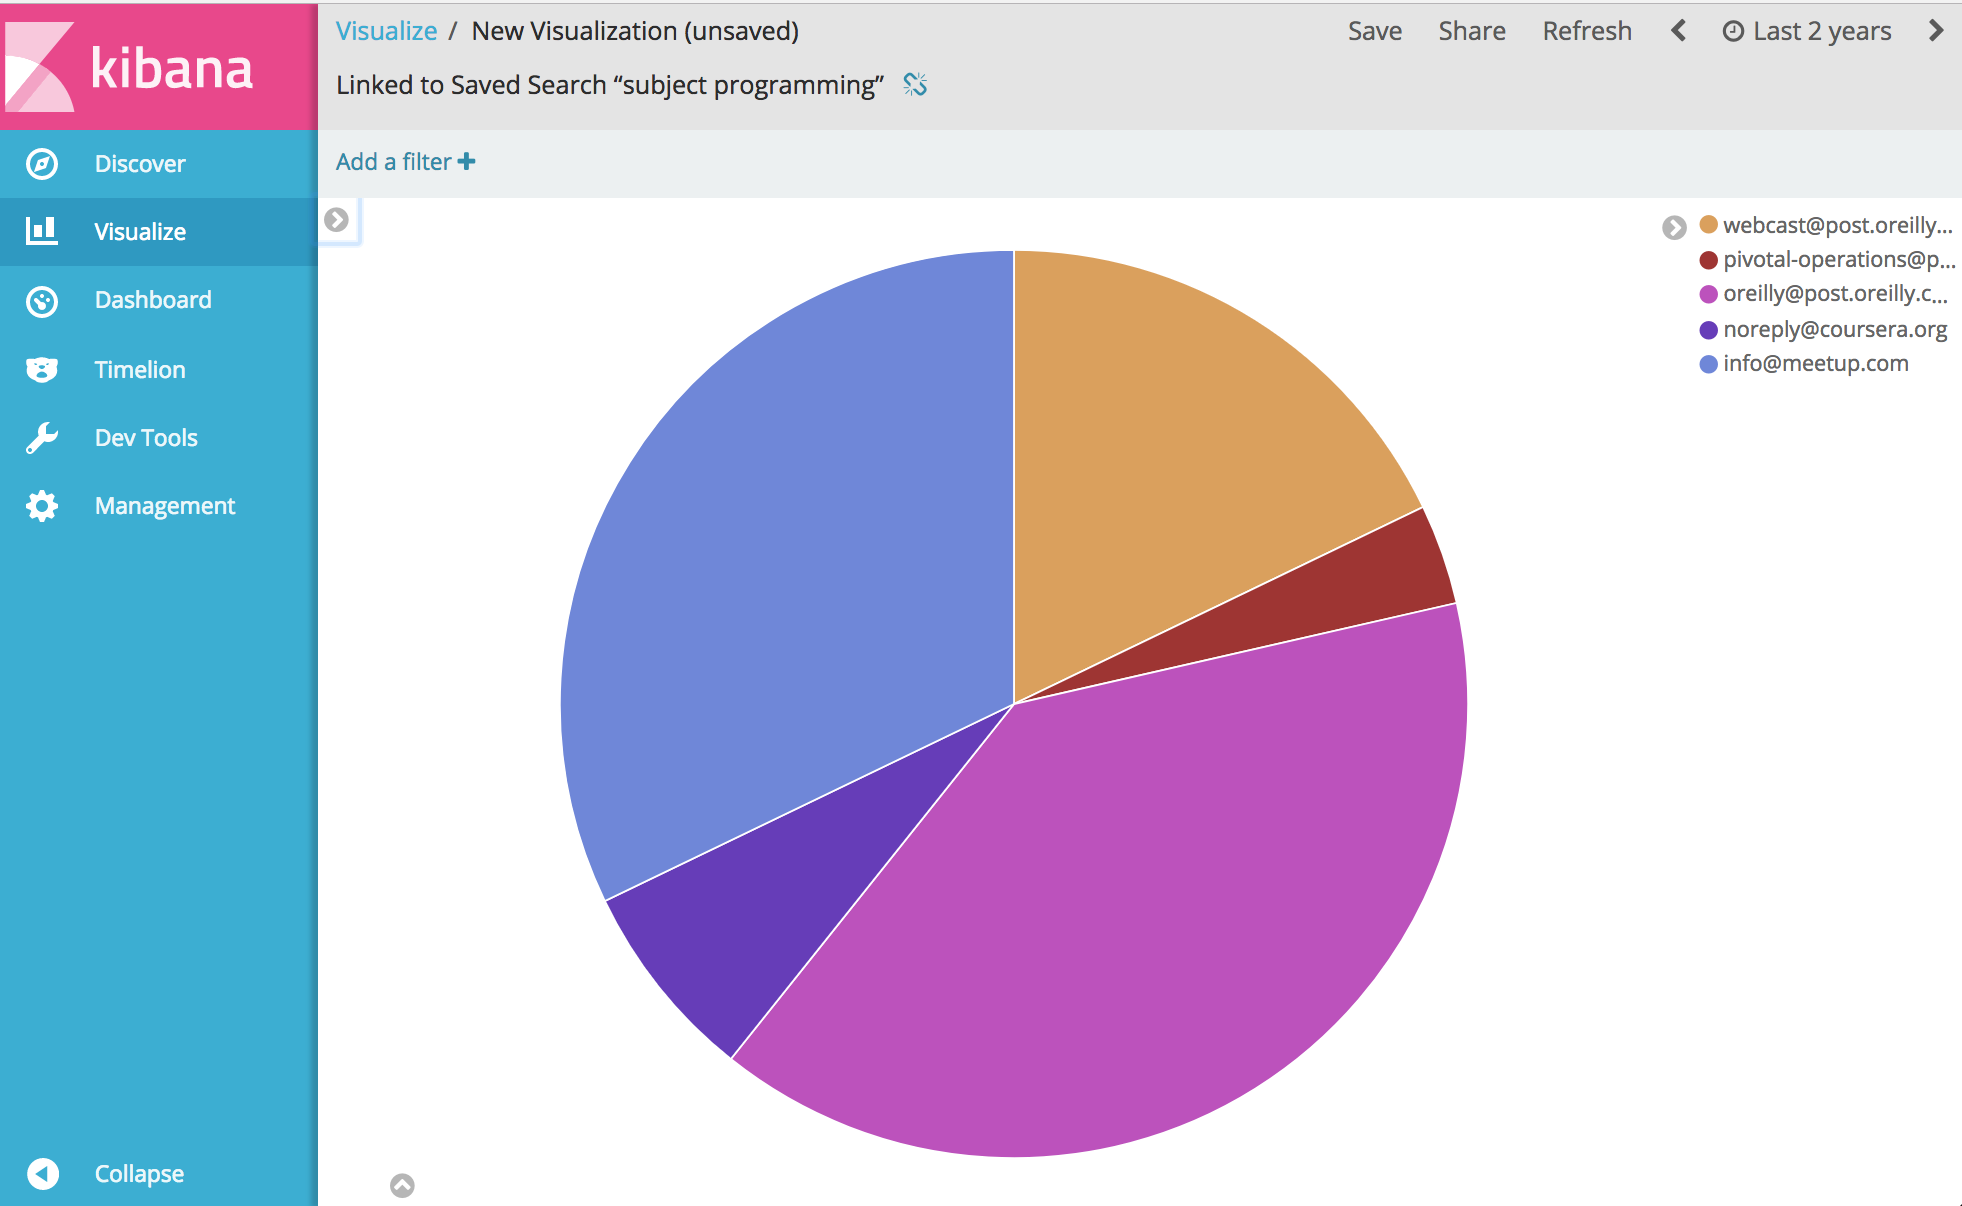 kibana
Visualize / New Visualization (unsaved)
Save Share Refresh Last 2 years
Linked to Saved Search “subject programming”
Add a filter
Discover
Visualize
Dashboard
Timelion
Dev Tools
Management
Collapse
webcast@post.oreilly...
pivotal-operations@p...
oreilly@post.oreilly.c...
noreply@coursera.org
info@meetup.com